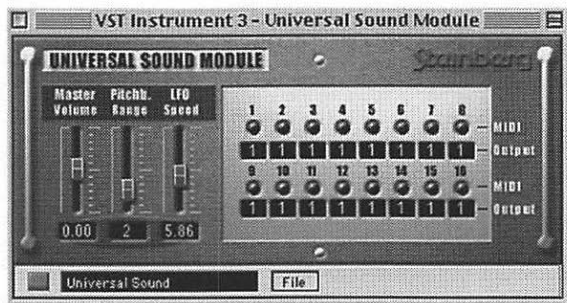 VST Instrument 3 - Universal Sound Module
UNIVERSAL SOUND MODULE
Steinberg
Master Volume
Pitchb. Range
LFO Speed
0.00 2 5.86
1 2 3 4 5 6 7 8
MIDI
1 1 1 1 1 1 1 1
Output
9 10 11 12 13 14 15 16
MIDI
1 1 1 1 1 1 1 1
Output
Universal Sound
File